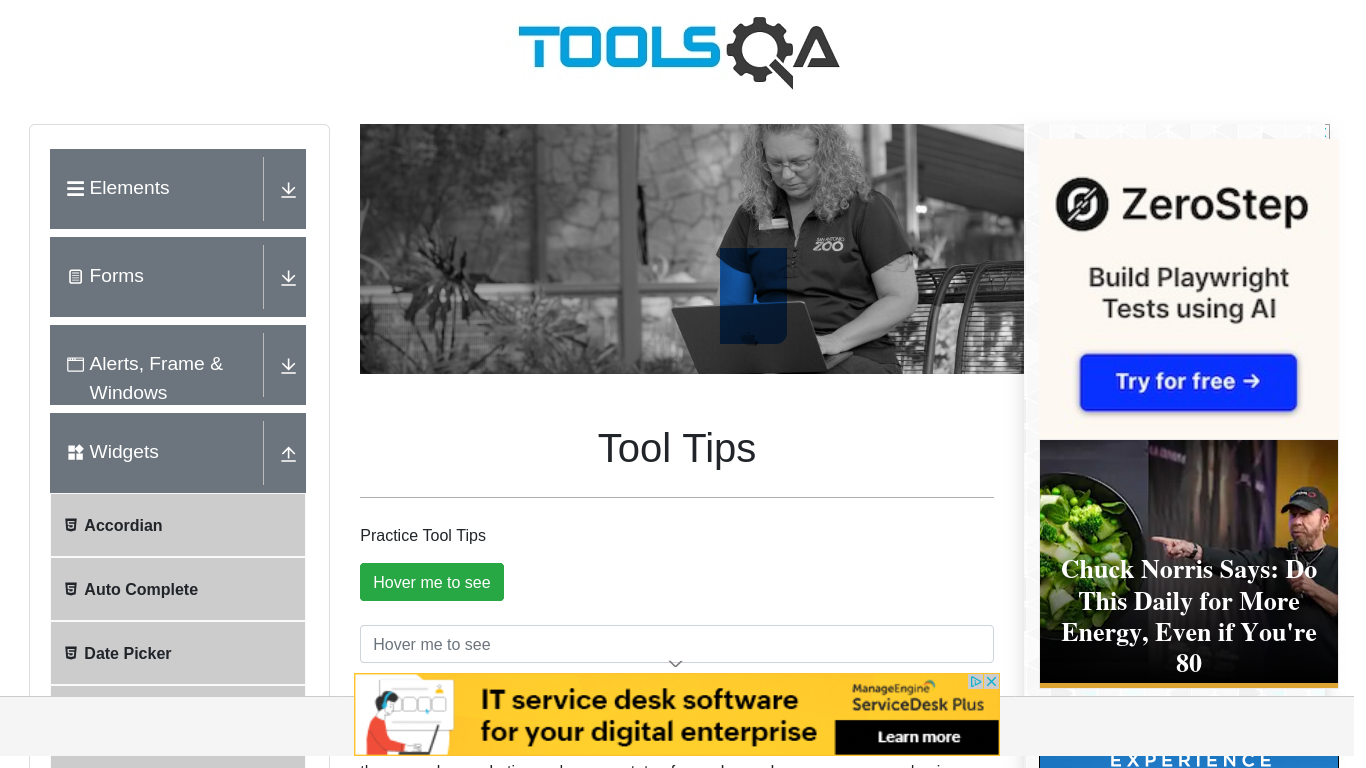 TOOLSQA
Elements
Forms
Alerts, Frame &
Windows
Widgets
Accordian
Auto Complete
Date Picker
SAN ANTONIO
ZOO
Tool Tips
Practice Tool Tips
Hover me to see
Hover me to see
ZeroStep
Build Playwright
Tests using AI
Try for free →
Chuck Norris Says: Do
This Daily for More
Energy, Even if You're
80
IT service desk software
for your digital enterprise
ManageEngine
ServiceDesk Plus
Learn more
EXPERIENCE